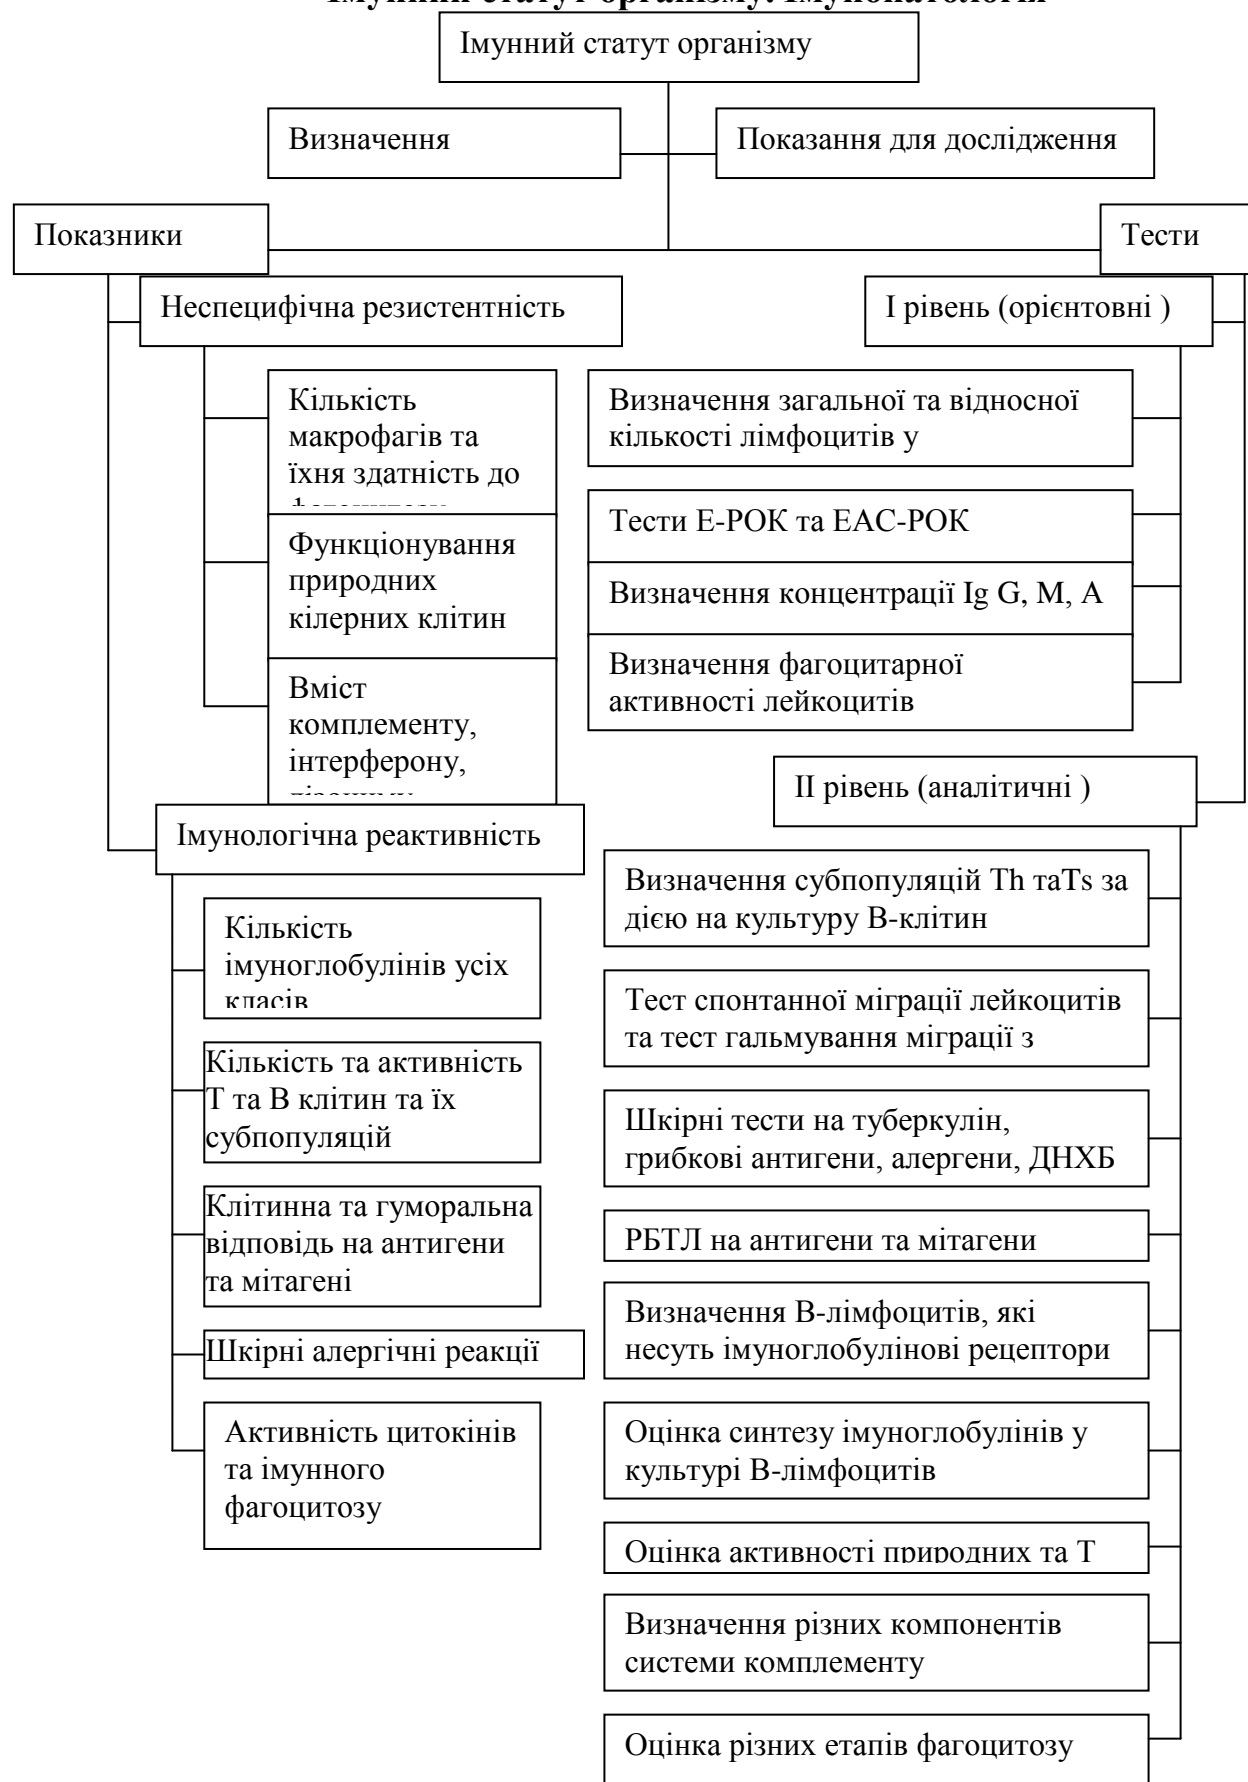 Імунний статут організму. Імунопатологія
Імунний статут організму
Визначення
Показання для дослідження
Показники
Тести
Неспецифічна резистентність
І рівень (орієнтовні )
Кількість
макрофагів та
їхня здатність до
Функціонування
природних
кілерних клітин
Вміст
комплементу,
інтерферону,
Визначення загальної та відносної
кількості лімфоцитів у
Тести Е-РОК та ЕАС-РОК
Визначення концентрації Ig G, M, A
Визначення фагоцитарної
активності лейкоцитів
Імунологічна реактивність
ІІ рівень (аналітичні )
Кількість
імуноглобулінів усіх
класів
Кількість та активність
Т та В клітин та їх
субпопуляцій
Клітинна та гуморальна
відповідь на антигени
та мітагені
Шкірні алергічні реакції
Активність цитокінів
та імунного
фагоцитозу
Визначення субпопуляцій Th таTs за
дією на культуру В-клітин
Тест спонтанної міграції лейкоцитів
та тест гальмування міграції з
Шкірні тести на туберкулін,
грибкові антигени, алергени, ДНХБ
РБТЛ на антигени та мітагени
Визначення В-лімфоцитів, які
несуть імуноглобулінові рецептори
Оцінка синтезу імуноглобулінів у
культурі В-лімфоцитів
Оцінка активності природних та Т
Визначення різних компонентів
системи комплементу
Оцінка різних етапів фагоцитозу